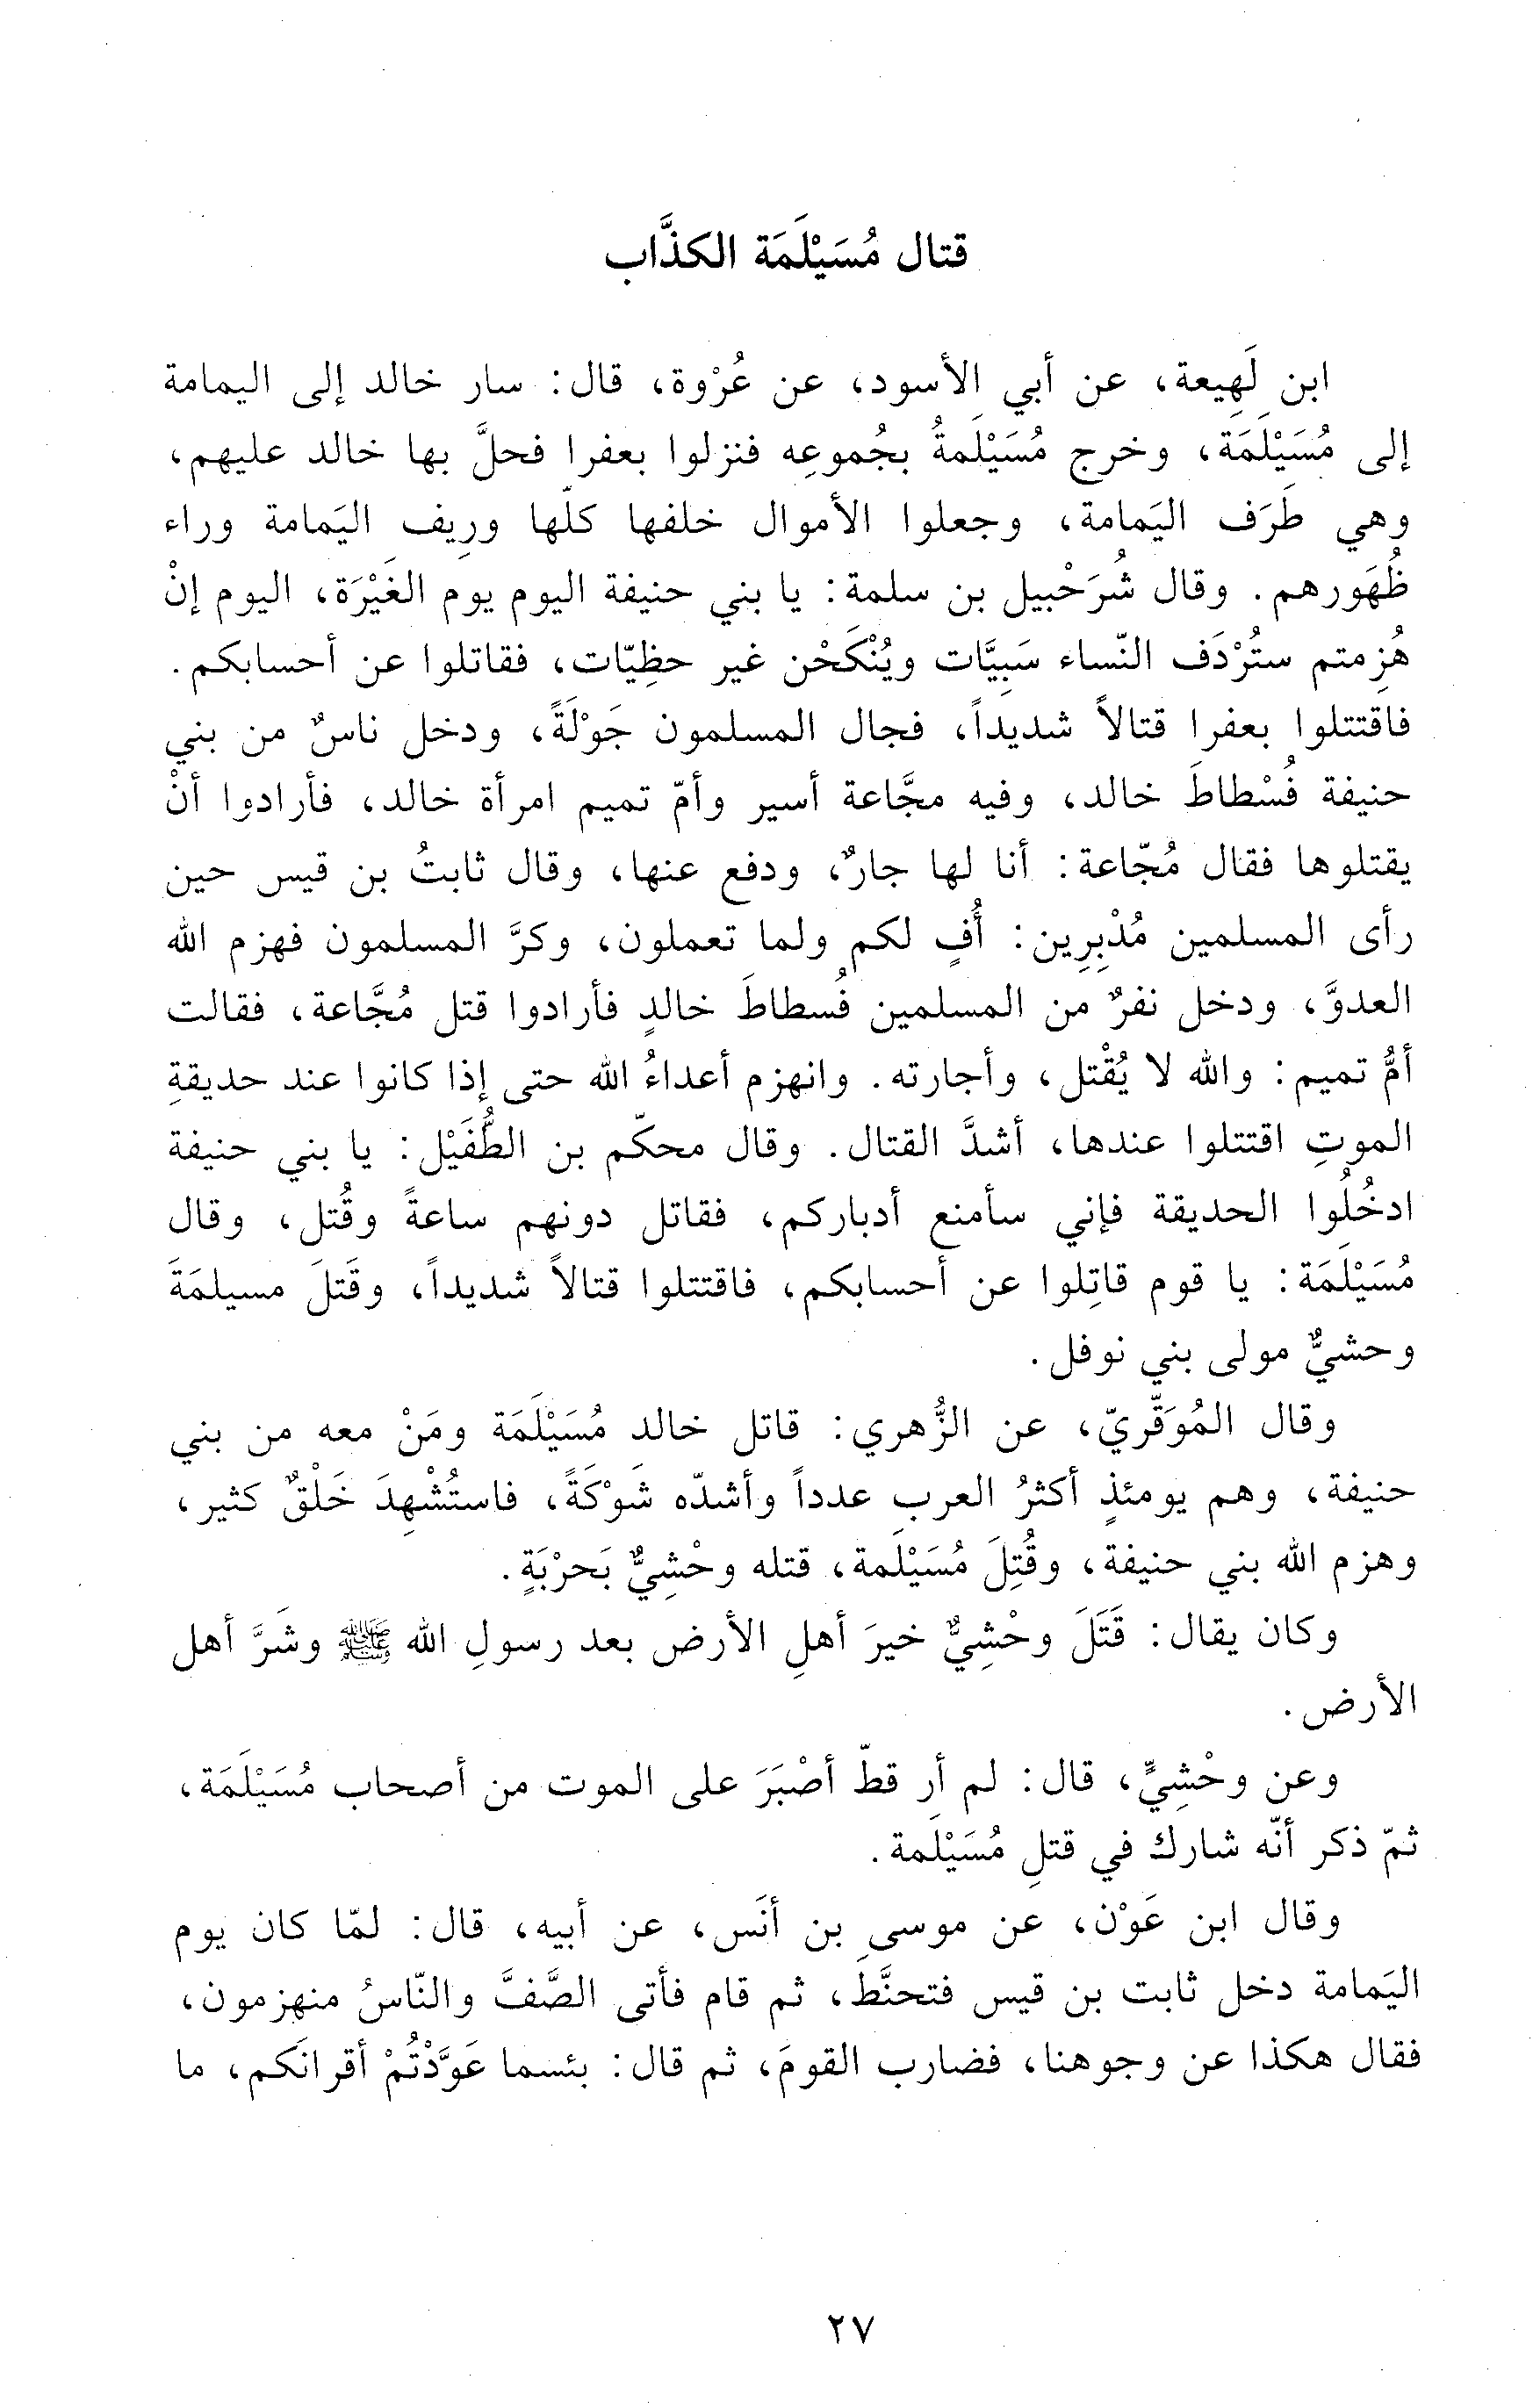 قتال مُسَيْلَمَة الكذَّاب
ابن لَهِيعة، عن أبي الأسود، عن عُرْوة، قال: سار خالد إلى اليمامة
إلى مُسَيْلَمَة، وخرج مُسَيْلَمةُ بجُموعِه فنزلوا بعفرا فحلَّ بها خالد عليهم،
وهي طَرَف اليَمامة، وجعلوا الأموال خلفها كلّها ورِيف اليَمامة وراء
ظُهَورهم. وقال شُرَحْبيل بن سلمة: يا بني حنيفة اليوم يوم الغَيْرَة، اليوم إنْ
هُزِمتم ستُرْدَف النّساء سَبِيَّات ويُنْكَحْن غير حظِيّات، فقاتلوا عن أحسابكم.
فاقتتلوا بعفرا قتالاً شديداً، فجال المسلمون جَوْلَةً، ودخل ناسٌ من بني
حنيفة فُسْطاطَ خالد، وفيه مجَّاعة أسير وأمّ تميم امرأة خالد، فأرادوا أنْ
يقتلوها فقال مُجّاعة: أنا لها جارٌ، ودفع عنها، وقال ثابتُ بن قيس حين
رأى المسلمين مُدْبِرِين: أُفٍ لكم ولما تعملون، وكرَّ المسلمون فهزم الله
العدوَّ، ودخل نفرٌ من المسلمين فُسطاطَ خالدٍ فأرادوا قتل مُجَّاعة، فقالت
أمُّ تميم: والله لا يُقْتل، وأجارته. وانهزم أعداءُ الله حتى إذا كانوا عند حديقةِ
الموتِ اقتتلوا عندها، أشدَّ القتال. وقال محكّم بن الطُّفَيْل: يا بني حنيفة
ادخُلُوا الحديقة فإني سأمنع أدباركم، فقاتل دونهم ساعةً وقُتل، وقال
مُسَيْلَمَة: يا قوم قاتِلوا عن أحسابكم، فاقتتلوا قتالاً شديداً، وقَتلَ مسيلمَةَ
وحشيٌّ مولى بني نوفل.
وقال المُوَقّريّ، عن الزُّهري: قاتل خالد مُسَيْلَمَة ومَنْ معه من بني
حنيفة، وهم يومئذٍ أكثرُ العرب عدداً وأشدّه شَوْكَةً، فاستُشْهِدَ خَلْقٌ كثير،
وهزم الله بني حنيفة، وقُتِلَ مُسَيْلَمة، قتله وحْشِيٌّ بَحرْبَةٍ.
وكان يقال: قَتَلَ وحْشِيٌّ خيرَ أهلِ الأرض بعد رسولِ الله ﷺ وشَرَّ أهل
الأرض.
وعن وحْشِيٍّ، قال: لم أر قطّ أصْبَرَ على الموت من أصحاب مُسَيْلَمَة،
ثمّ ذكر أنّه شارك في قتلِ مُسَيْلَمة.
وقال ابن عَوْن، عن موسى بن أنَس، عن أبيه، قال: لمّا كان يوم
اليَمامة دخل ثابت بن قيس فتحنَّطَ، ثم قام فأتى الصَّفَّ والنّاسُ منهزمون،
فقال هكذا عن وجوهنا، فضارب القومَ، ثم قال: بئسما عَوَّدْتُمْ أقرانَكم، ما
٢٧